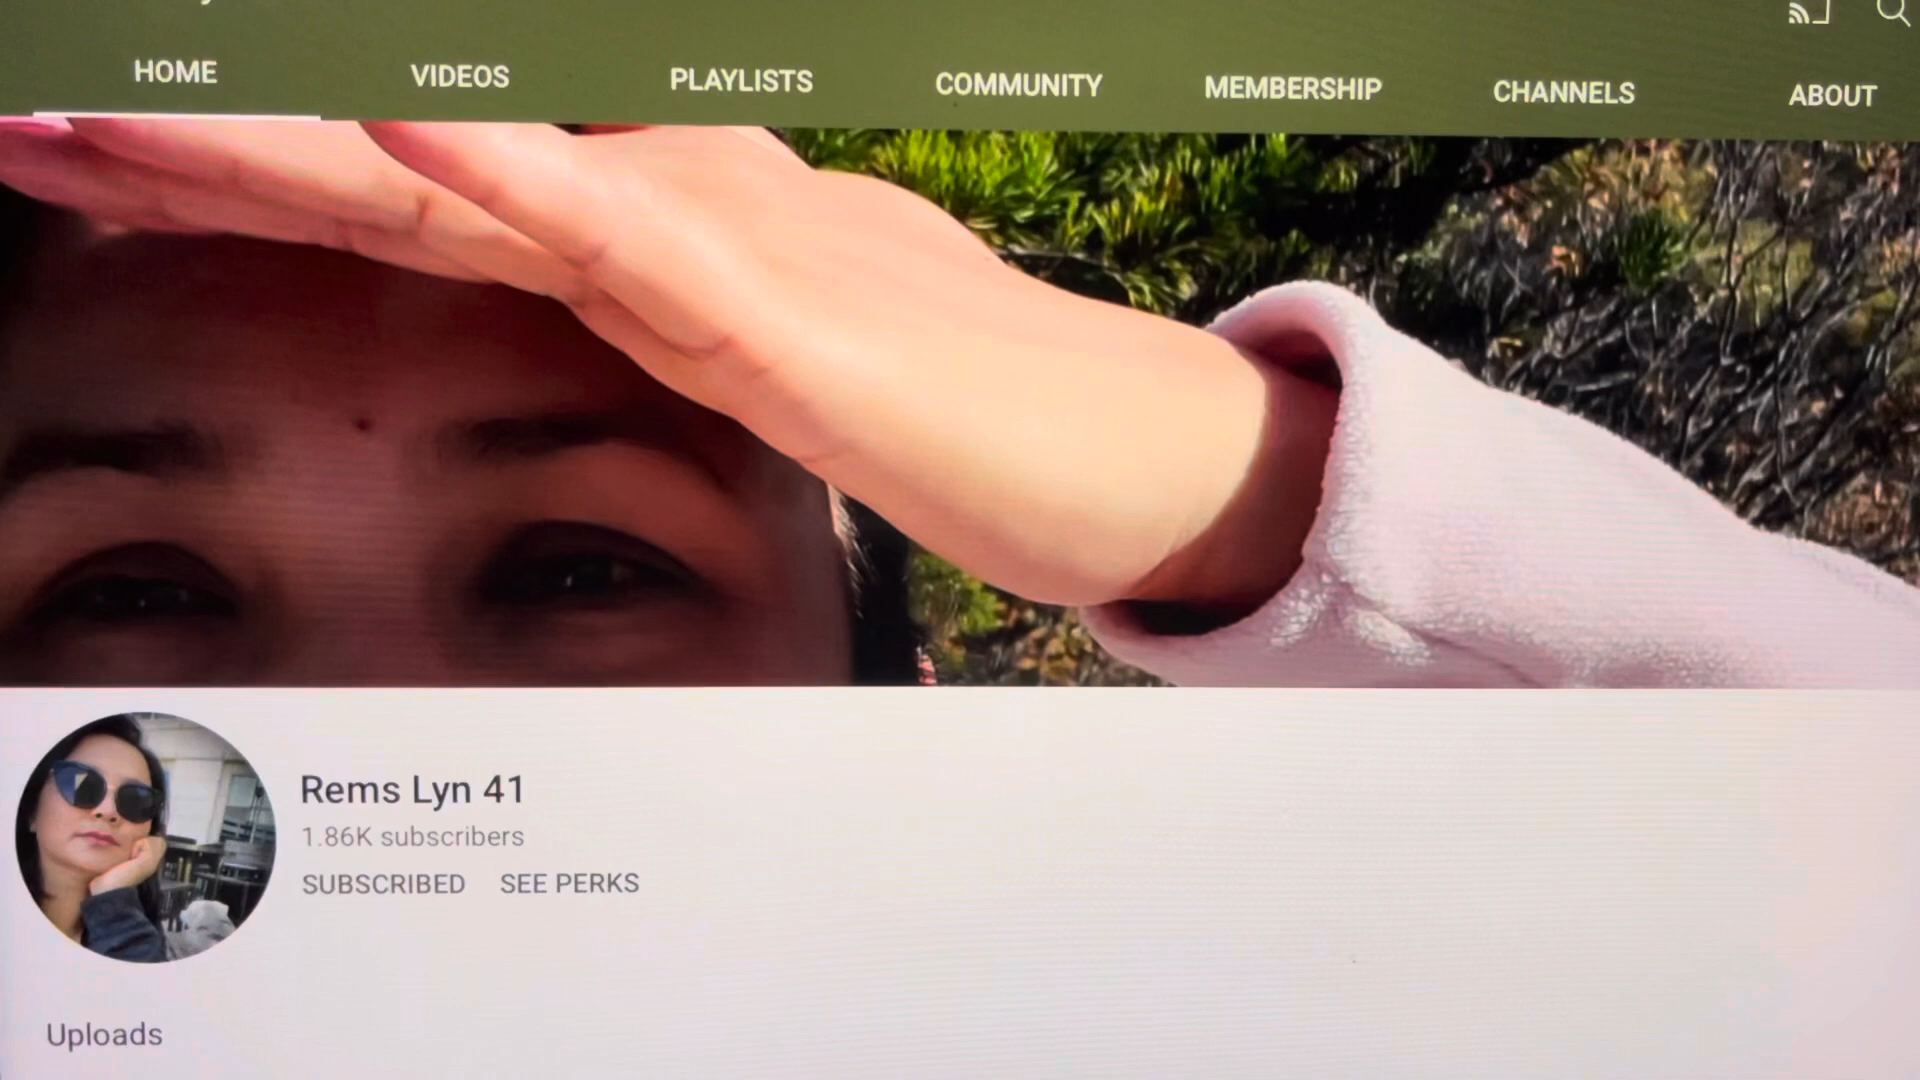 HOME VIDEOS PLAYLISTS COMMUNITY MEMBERSHIP CHANNELS ABOUT
Rems Lyn 41
1.86K subscribers
SUBSCRIBED SEE PERKS
Uploads